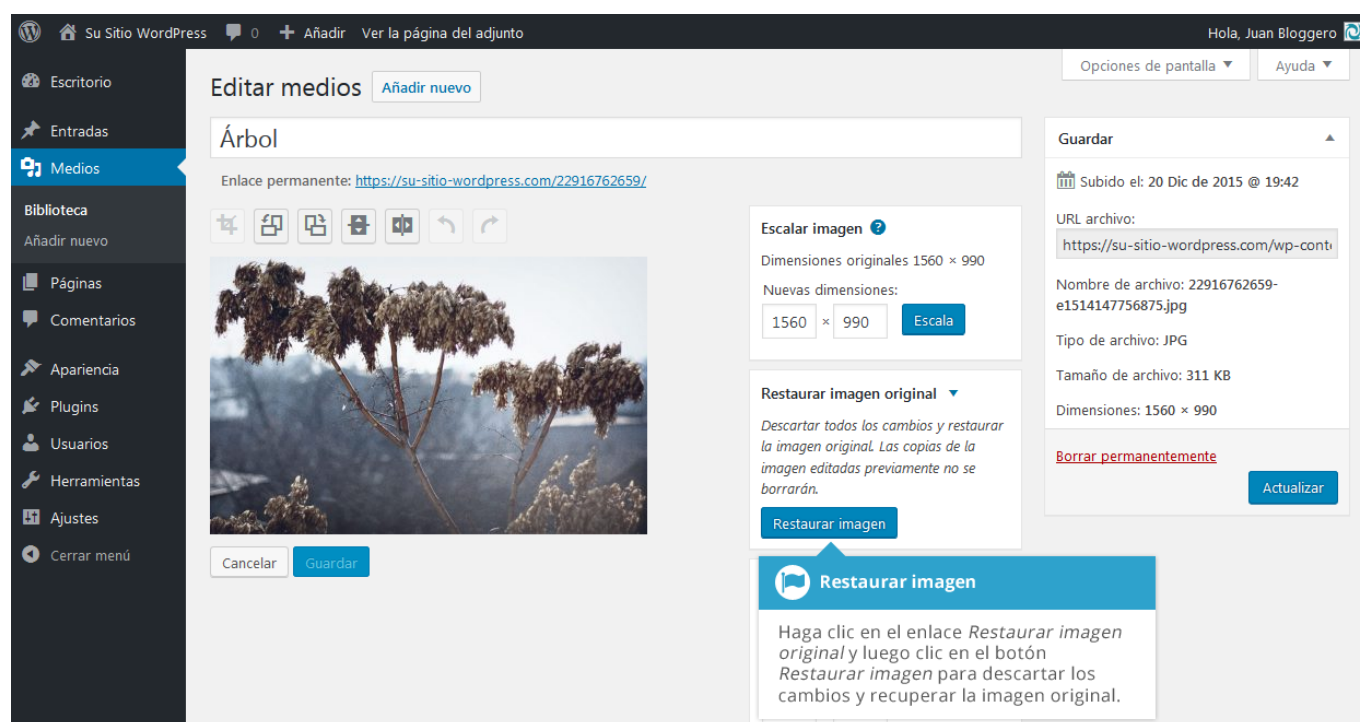 Su Sitio WordPress 0 Añadir Ver la página del adjunto Hola, Juan Bloggero
Opciones de pantalla Ayuda
Escritorio
Entradas
Medios
Biblioteca
Añadir nuevo
Páginas
Comentarios
Apariencia
Plugins
Usuarios
Herramientas
Ajustes
Cerrar menú
Editar medios Añadir nuevo
Árbol
Enlace permanente: https://su-sitio-wordpress.com/22916762659/
Cancelar Guardar
Escalar imagen ?
Dimensiones originales 1560 × 990
Nuevas dimensiones:
1560 × 990 Escala
Restaurar imagen original
Descartar todos los cambios y restaurar
la imagen original. Las copias de la
imagen editadas previamente no se
borrarán.
Restaurar imagen
Restaurar imagen
Haga clic en el enlace Restaurar imagen
original y luego clic en el botón
Restaurar imagen para descartar los
cambios y recuperar la imagen original.
Guardar
Subido el: 20 Dic de 2015 @ 19:42
URL archivo:
https://su-sitio-wordpress.com/wp-cont
Nombre de archivo: 22916762659-
e1514147756875.jpg
Tipo de archivo: JPG
Tamaño de archivo: 311 KB
Dimensiones: 1560 × 990
Borrar permanentemente
Actualizar